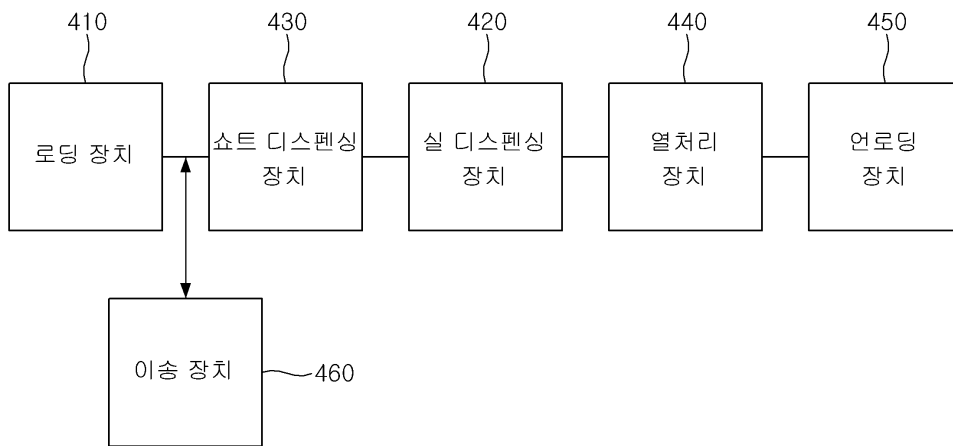 410
430
420
440
450
로딩 장치
쇼트 디스펜싱
장치
실 디스펜싱
장치
열처리
장치
언로딩
장치
이송 장치
460